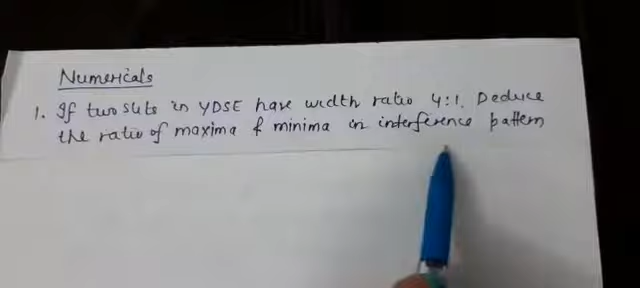 Numericals
1. If two slits in YDSE have width ratio 4:1. Deduce
the ratio of maxima & minima in interference pattern